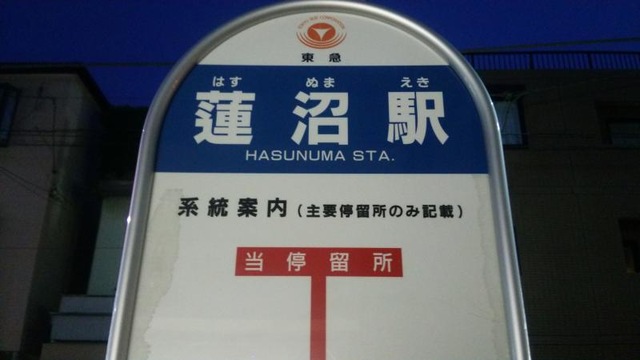 東急
はす ぬま えき
蓮沼駅
HASUNUMA STA.
系統案内（主要停留所のみ記載）
当停留所